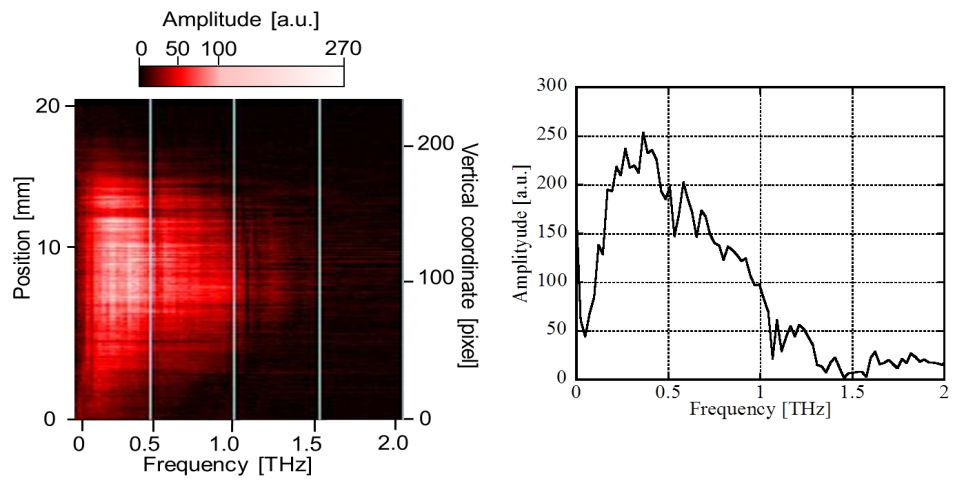 Amplitude [a.u.]
0 50 100 270
20
10
0
Position [mm]
200
100
0
Vertical coordinate [pixel]
0 0.5 1.0 1.5 2.0
Frequency [THz]
300
250
200
150
100
50
0
Amplityude [a.u.]
0 0.5 1 1.5 2
Frequency [THz]